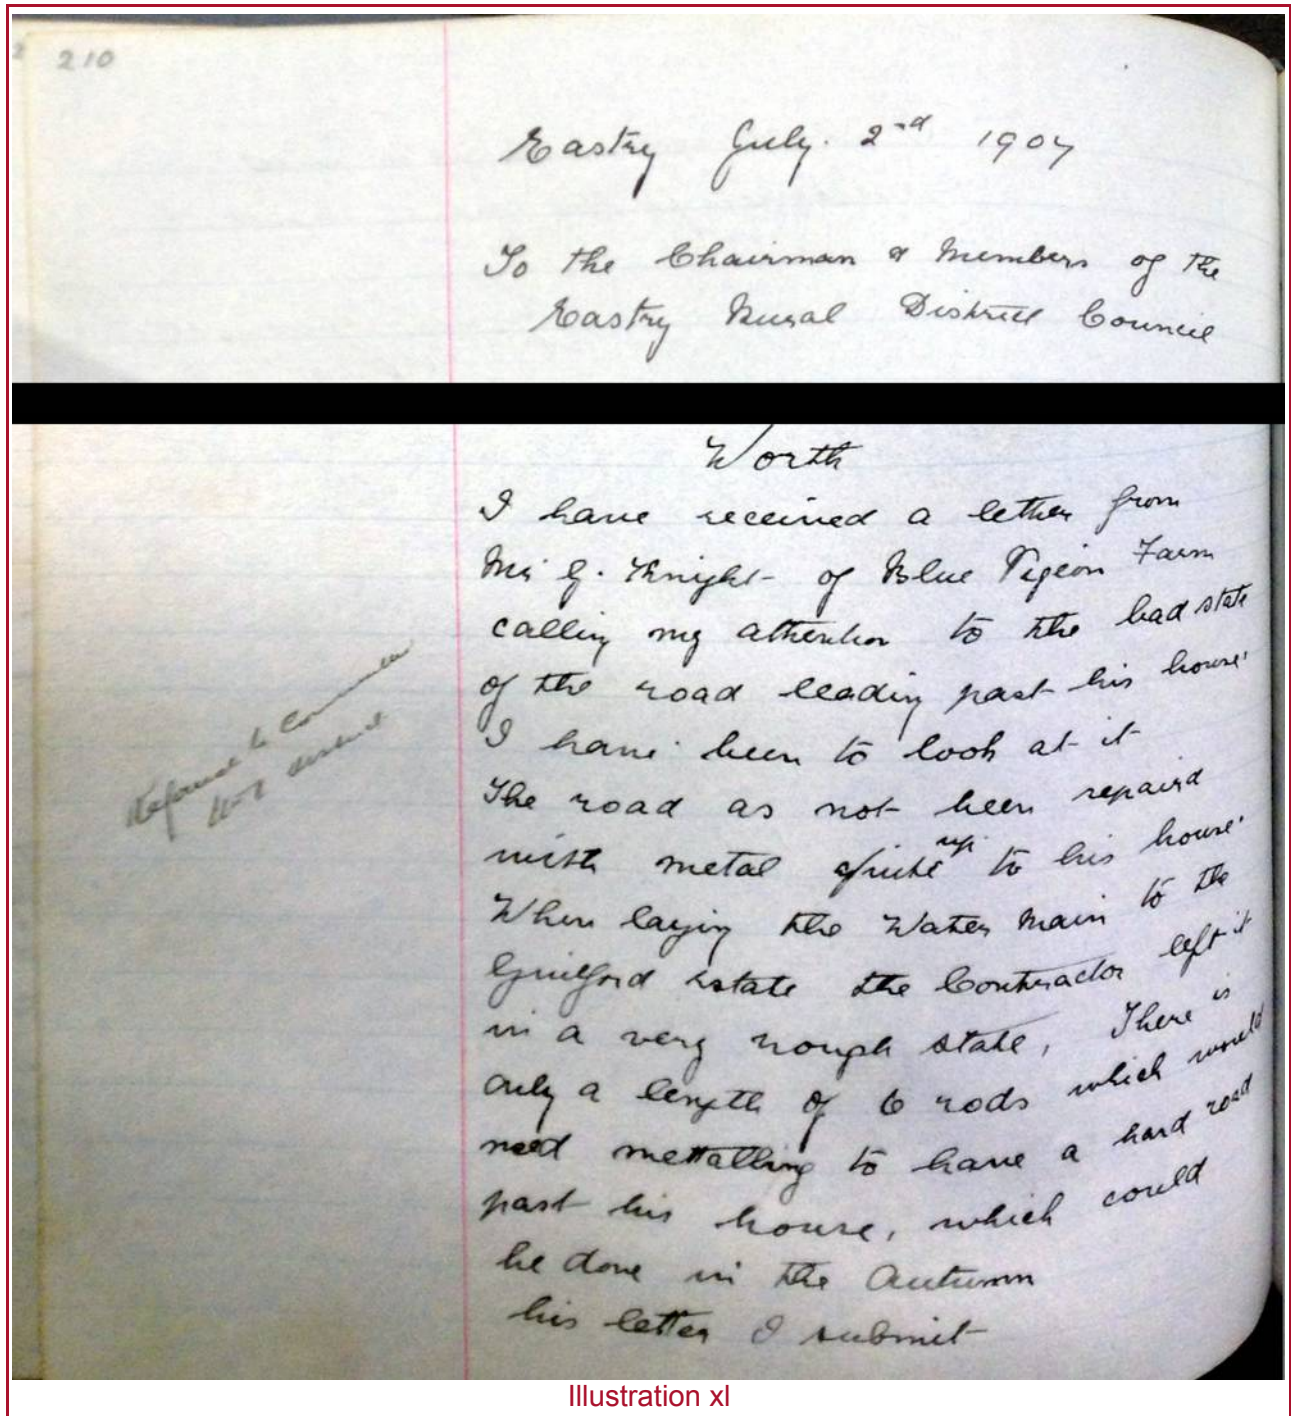 210
Eastry July. 2nd 1907
To the Chairman & Members of the
Eastry Rural District Council
Worth
I have received a letter from
Mr G. Knight of Blue Pigeon Farm
calling my attention to the bad state
of the road leading past his house.
I have been to look at it
The road as not been repaird
with metal quite up to his house.
When laying the Water Main to the
Guilford Estate the Contractor left it
in a very rough state, There is
only a length of 6 rods which would
need mettalling to have a hard road
past his house, which could
be done in the Autumn
his letter I submit
Refered to
Illustration xl